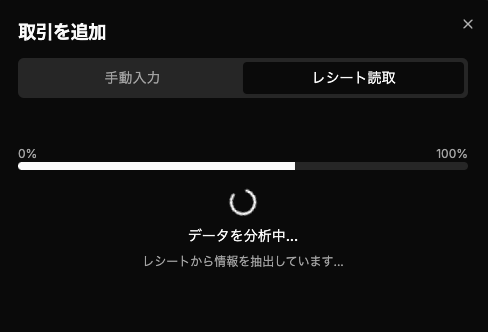 取引を追加
手動入力 レシート読取
0% 100%
データを分析中...
レシートから情報を抽出しています...